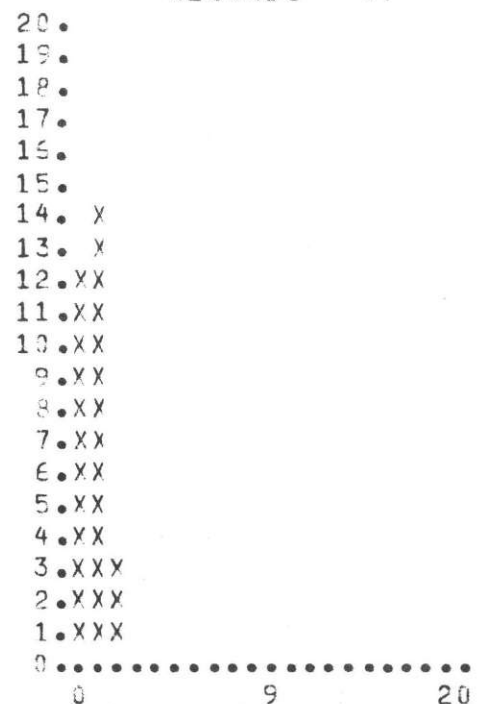 20.
19.
18.
17.
16.
15.
14. X
13. X
12.XX
11.XX
10.XX
9.XX
8.XX
7.XX
6.XX
5.XX
4.XX
3.XXX
2.XXX
1.XXX
0......................
0 9 20